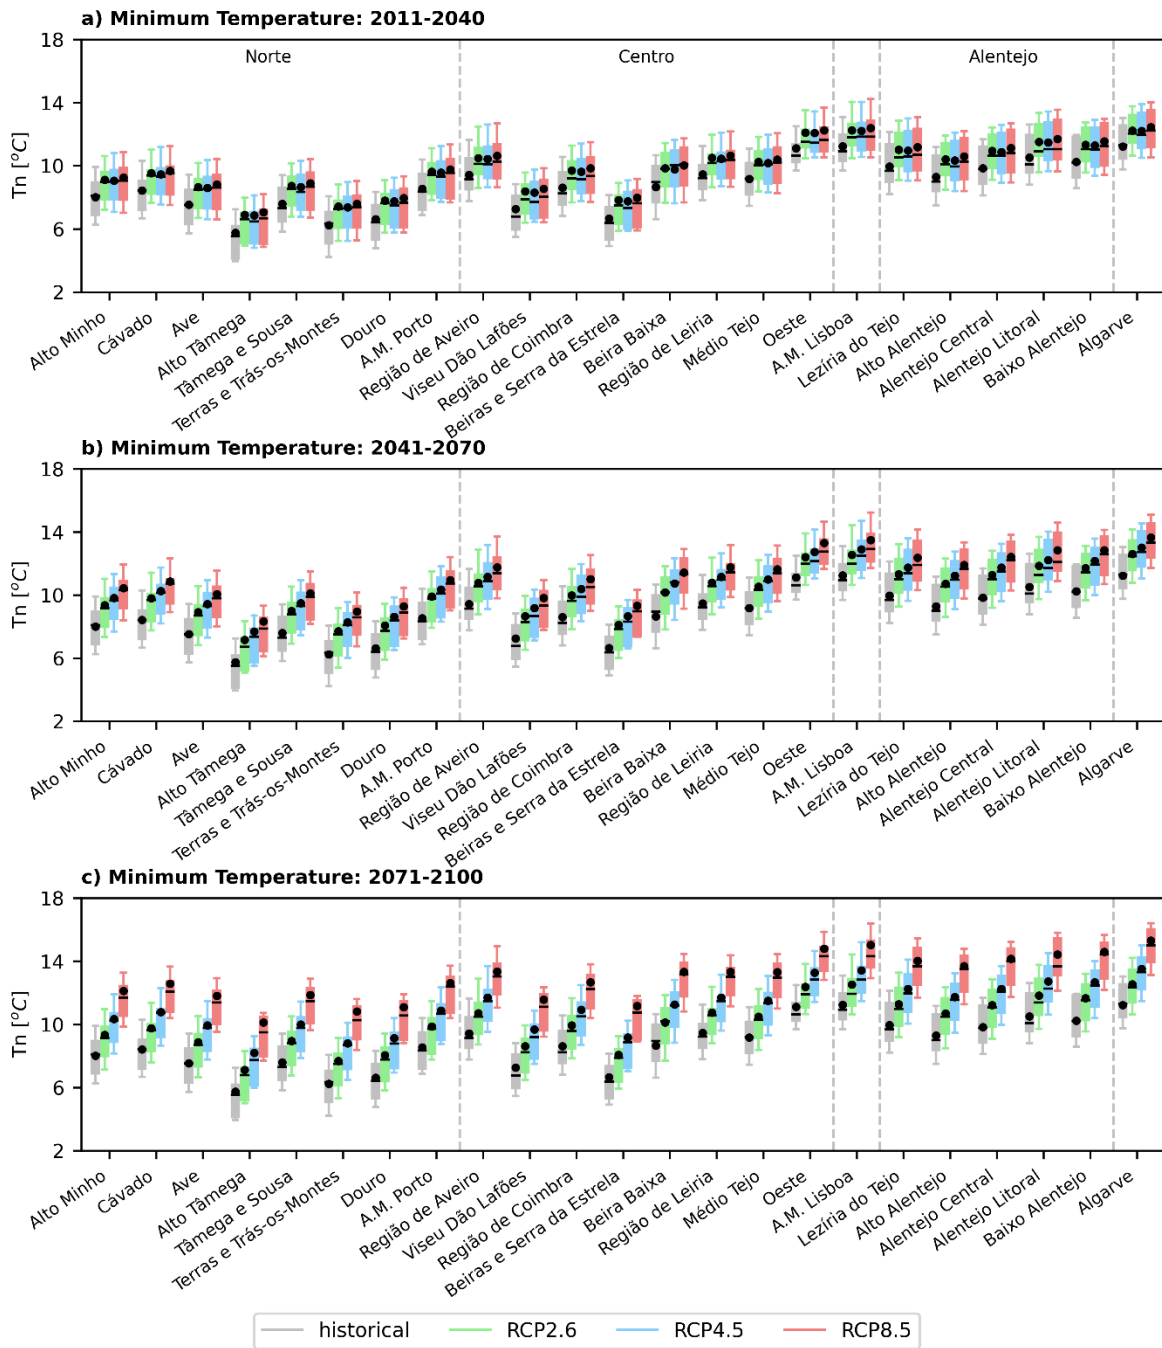 a) Minimum Temperature: 2011-2040
Norte
Centro
Alentejo
Tn [°C]
18
14
10
6
2
Alto Minho
Cávado
Ave
Alto Tâmega
Tâmega e Sousa
Terras e Trás-os-Montes
Douro
A.M. Porto
Região de Aveiro
Viseu Dão Lafões
Região de Coimbra
Beiras e Serra da Estrela
Beira Baixa
Região de Leiria
Médio Tejo
Oeste
A.M. Lisboa
Lezíria do Tejo
Alto Alentejo
Alentejo Central
Alentejo Litoral
Baixo Alentejo
Algarve
b) Minimum Temperature: 2041-2070
Tn [°C]
18
14
10
6
2
Alto Minho
Cávado
Ave
Alto Tâmega
Tâmega e Sousa
Terras e Trás-os-Montes
Douro
A.M. Porto
Região de Aveiro
Viseu Dão Lafões
Região de Coimbra
Beiras e Serra da Estrela
Beira Baixa
Região de Leiria
Médio Tejo
Oeste
A.M. Lisboa
Lezíria do Tejo
Alto Alentejo
Alentejo Central
Alentejo Litoral
Baixo Alentejo
Algarve
c) Minimum Temperature: 2071-2100
Tn [°C]
18
14
10
6
2
Alto Minho
Cávado
Ave
Alto Tâmega
Tâmega e Sousa
Terras e Trás-os-Montes
Douro
A.M. Porto
Região de Aveiro
Viseu Dão Lafões
Região de Coimbra
Beiras e Serra da Estrela
Beira Baixa
Região de Leiria
Médio Tejo
Oeste
A.M. Lisboa
Lezíria do Tejo
Alto Alentejo
Alentejo Central
Alentejo Litoral
Baixo Alentejo
Algarve
historical RCP2.6 RCP4.5 RCP8.5